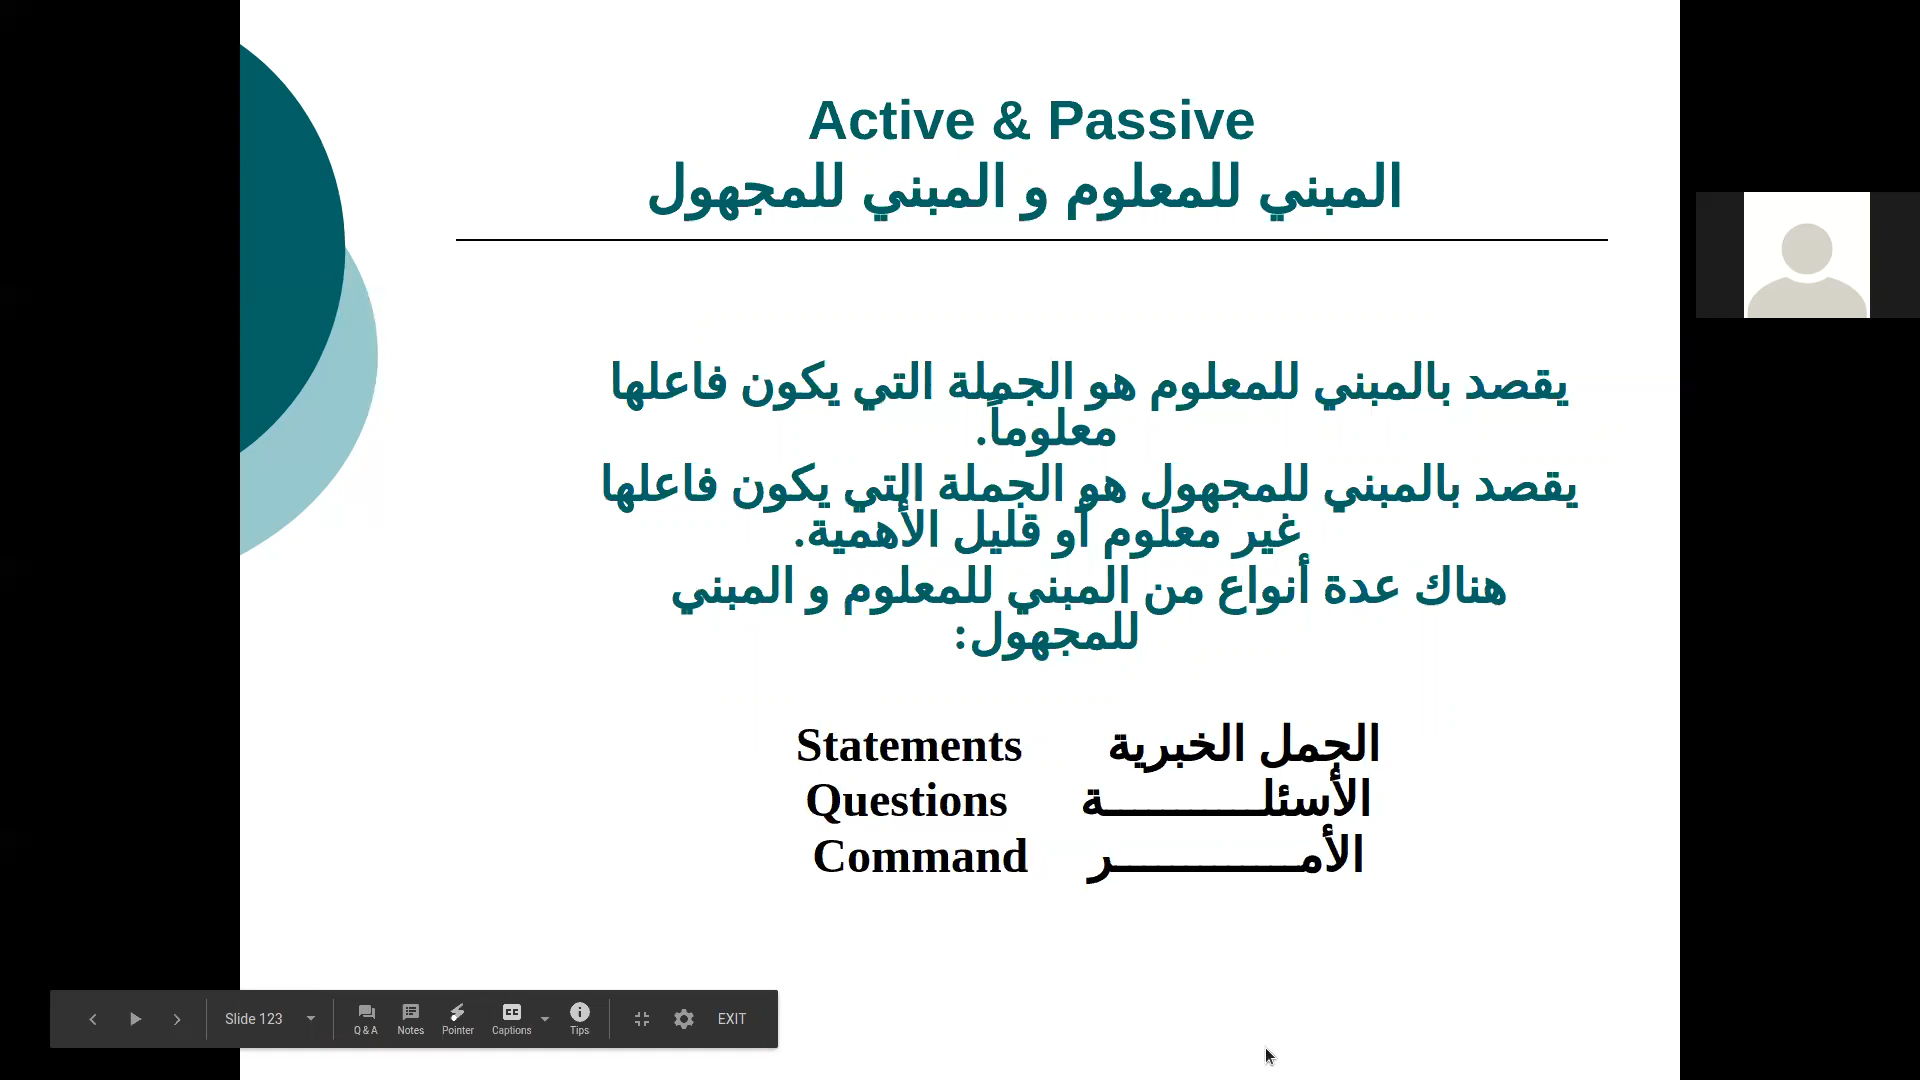 Active & Passive
المبني للمعلوم و المبني للمجهول
يقصد بالمبني للمعلوم هو الجملة التي يكون فاعلها
معلوماً.
يقصد بالمبني للمجهول هو الجملة التي يكون فاعلها
غير معلوم أو قليل الأهمية.
هناك عدة أنواع من المبني للمعلوم و المبني
للمجهول:
Statements الجمل الخبرية
Questions الأسئلـــــــــــة
Command الأمـــــــــــــر
Slide 123
Q & A
Notes
Pointer
Captions
Tips
EXIT